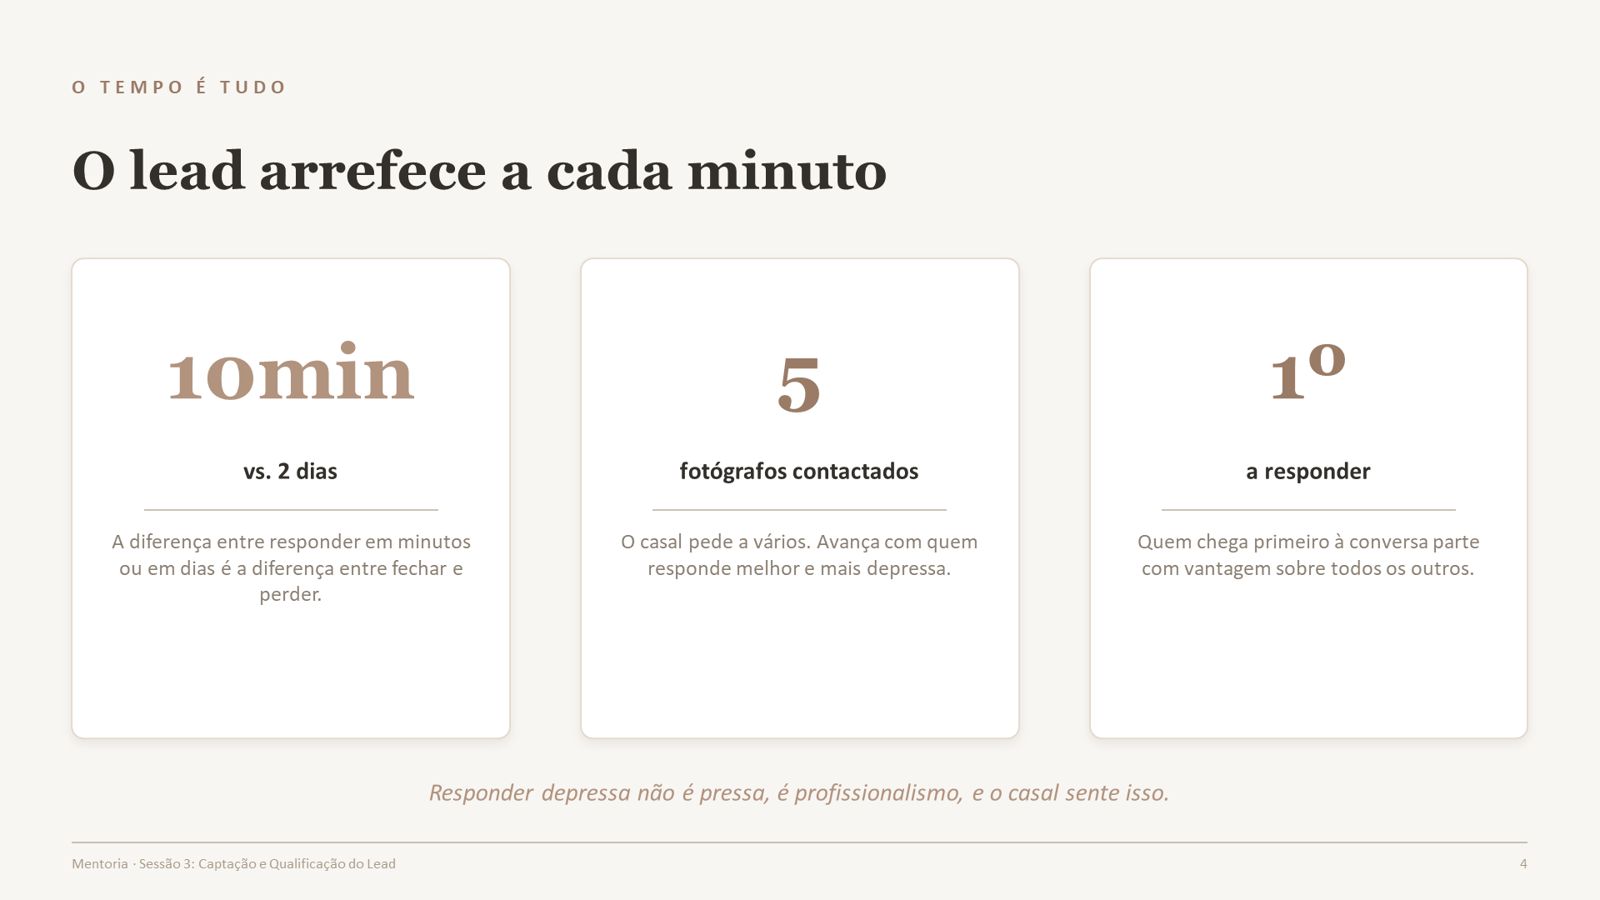 O TEMPO É TUDO
O lead arrefece a cada minuto
10min
vs. 2 dias
A diferença entre responder em minutos
ou em dias é a diferença entre fechar e
perder.
5
fotógrafos contactados
O casal pede a vários. Avança com quem
responde melhor e mais depressa.
1º
a responder
Quem chega primeiro à conversa parte
com vantagem sobre todos os outros.
Responder depressa não é pressa, é profissionalismo, e o casal sente isso.
Mentoria · Sessão 3: Captação e Qualificação do Lead
4